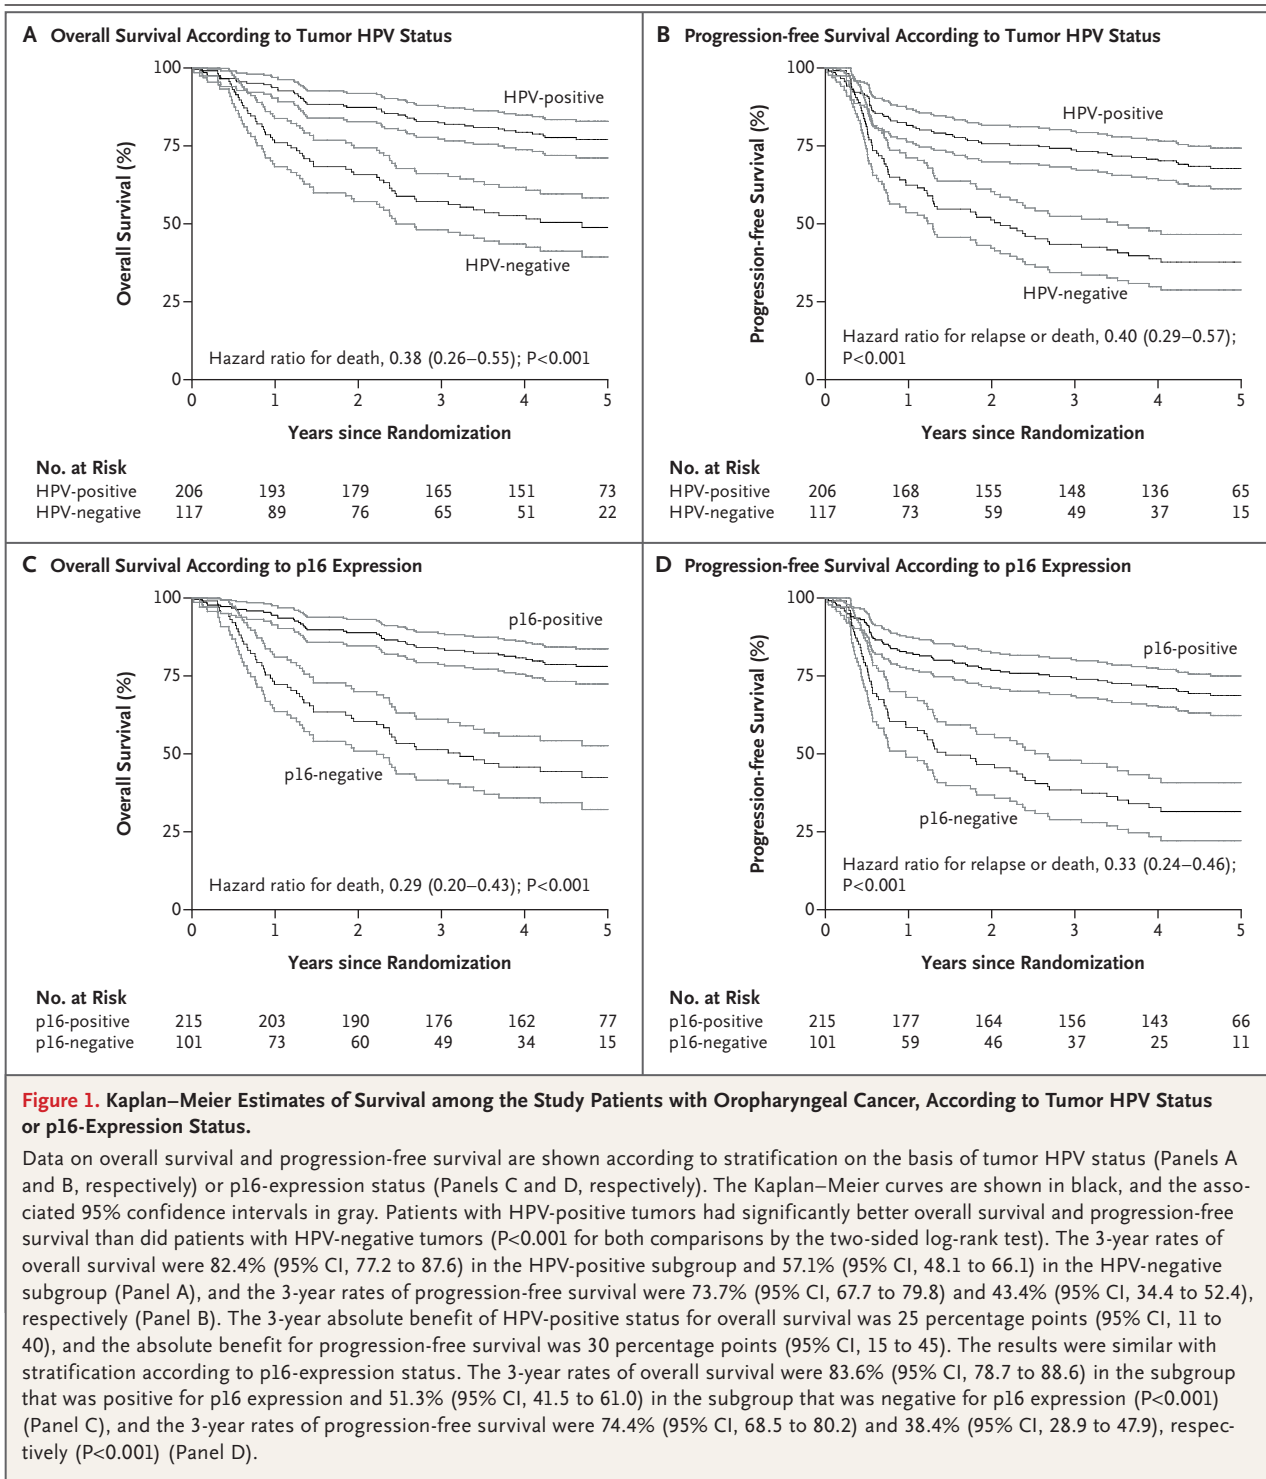 A Overall Survival According to Tumor HPV Status
100
75
50
25
0
Overall Survival (%)
HPV-positive
HPV-negative
Hazard ratio for death, 0.38 (0.26–0.55); P<0.001
0 1 2 3 4 5
Years since Randomization
No. at Risk
HPV-positive 206 193 179 165 151 73
HPV-negative 117 89 76 65 51 22
B Progression-free Survival According to Tumor HPV Status
100
75
50
25
0
Progression-free Survival (%)
HPV-positive
HPV-negative
Hazard ratio for relapse or death, 0.40 (0.29–0.57);
P<0.001
0 1 2 3 4 5
Years since Randomization
No. at Risk
HPV-positive 206 168 155 148 136 65
HPV-negative 117 73 59 49 37 15
C Overall Survival According to p16 Expression
100
75
50
25
0
Overall Survival (%)
p16-positive
p16-negative
Hazard ratio for death, 0.29 (0.20–0.43); P<0.001
0 1 2 3 4 5
Years since Randomization
No. at Risk
p16-positive 215 203 190 176 162 77
p16-negative 101 73 60 49 34 15
D Progression-free Survival According to p16 Expression
100
75
50
25
0
Progression-free Survival (%)
p16-positive
p16-negative
Hazard ratio for relapse or death, 0.33 (0.24–0.46);
P<0.001
0 1 2 3 4 5
Years since Randomization
No. at Risk
p16-positive 215 177 164 156 143 66
p16-negative 101 59 46 37 25 11
Figure 1. Kaplan–Meier Estimates of Survival among the Study Patients with Oropharyngeal Cancer, According to Tumor HPV Status
or p16-Expression Status.
Data on overall survival and progression-free survival are shown according to stratification on the basis of tumor HPV status (Panels A
and B, respectively) or p16-expression status (Panels C and D, respectively). The Kaplan–Meier curves are shown in black, and the asso-
ciated 95% confidence intervals in gray. Patients with HPV-positive tumors had significantly better overall survival and progression-free
survival than did patients with HPV-negative tumors (P<0.001 for both comparisons by the two-sided log-rank test). The 3-year rates of
overall survival were 82.4% (95% CI, 77.2 to 87.6) in the HPV-positive subgroup and 57.1% (95% CI, 48.1 to 66.1) in the HPV-negative
subgroup (Panel A), and the 3-year rates of progression-free survival were 73.7% (95% CI, 67.7 to 79.8) and 43.4% (95% CI, 34.4 to 52.4),
respectively (Panel B). The 3-year absolute benefit of HPV-positive status for overall survival was 25 percentage points (95% CI, 11 to
40), and the absolute benefit for progression-free survival was 30 percentage points (95% CI, 15 to 45). The results were similar with
stratification according to p16-expression status. The 3-year rates of overall survival were 83.6% (95% CI, 78.7 to 88.6) in the subgroup
that was positive for p16 expression and 51.3% (95% CI, 41.5 to 61.0) in the subgroup that was negative for p16 expression (P<0.001)
(Panel C), and the 3-year rates of progression-free survival were 74.4% (95% CI, 68.5 to 80.2) and 38.4% (95% CI, 28.9 to 47.9), respec-
tively (P<0.001) (Panel D).